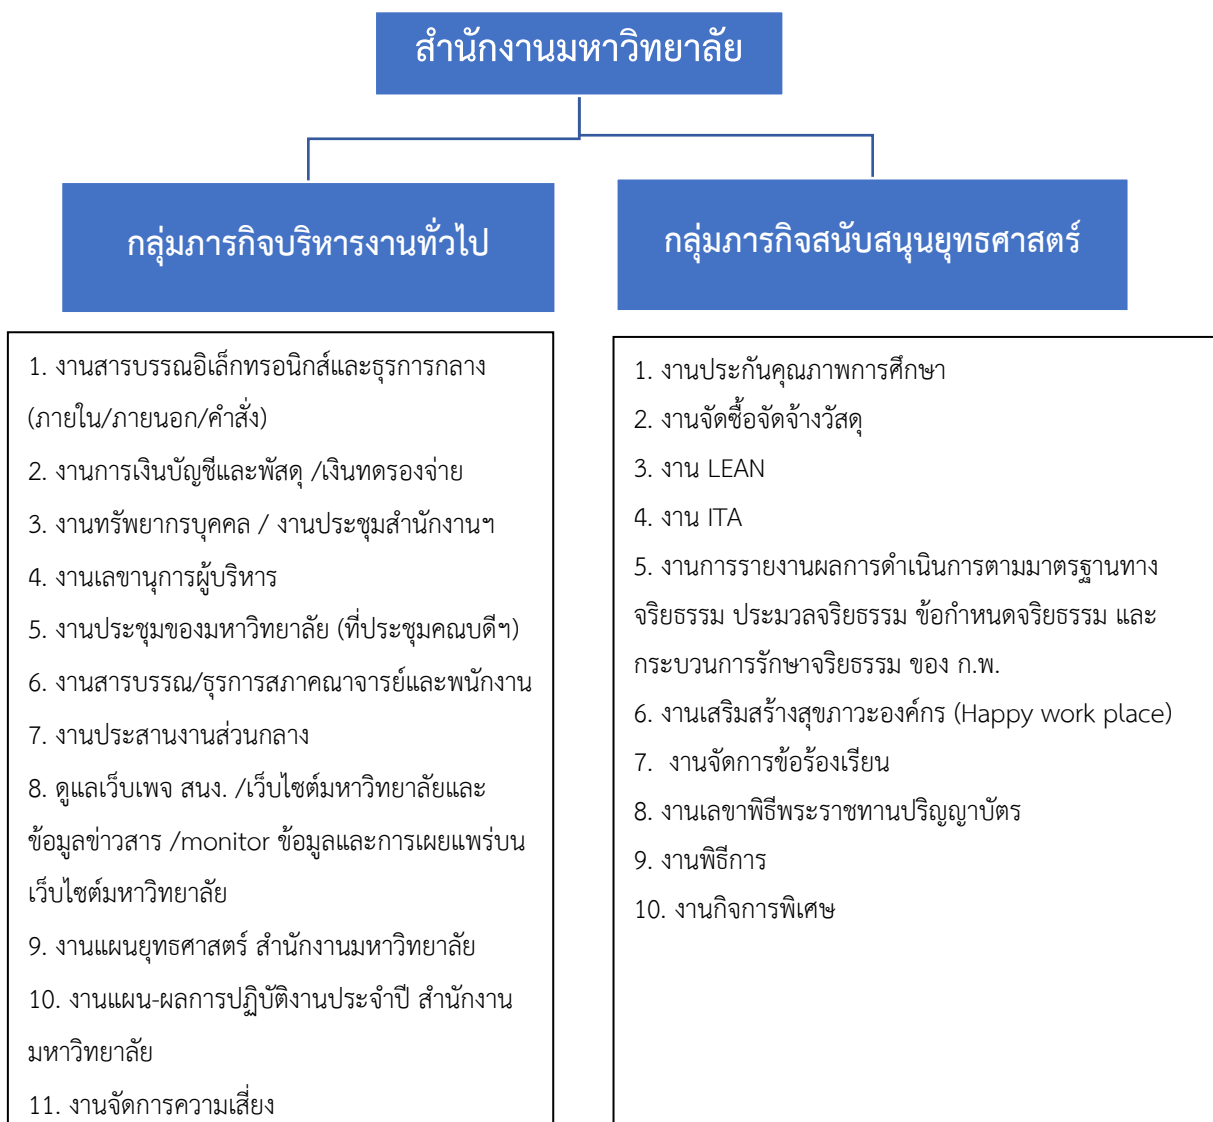 สำนักงานมหาวิทยาลัย
กลุ่มภารกิจบริหารงานทั่วไป
กลุ่มภารกิจสนับสนุนยุทธศาสตร์
1. งานสารบรรณอิเล็กทรอนิกส์และธุรการกลาง
(ภายใน/ภายนอก/คำสั่ง)
2. งานการเงินบัญชีและพัสดุ /เงินทดรองจ่าย
3. งานทรัพยากรบุคคล / งานประชุมสำนักงานฯ
4. งานเลขานุการผู้บริหาร
5. งานประชุมของมหาวิทยาลัย (ที่ประชุมคณบดีฯ)
6. งานสารบรรณ/ธุรการสภาคณาจารย์และพนักงาน
7. งานประสานงานส่วนกลาง
8. ดูแลเว็บเพจ สนง. /เว็บไซต์มหาวิทยาลัยและ
ข้อมูลข่าวสาร /monitor ข้อมูลและการเผยแพร่บน
เว็บไซต์มหาวิทยาลัย
9. งานแผนยุทธศาสตร์ สำนักงานมหาวิทยาลัย
10. งานแผน-ผลการปฏิบัติงานประจำปี สำนักงาน
มหาวิทยาลัย
11. งานจัดการความเสี่ยง
1. งานประกันคุณภาพการศึกษา
2. งานจัดซื้อจัดจ้างวัสดุ
3. งาน LEAN
4. งาน ITA
5. งานการรายงานผลการดำเนินการตามมาตรฐานทาง
จริยธรรม ประมวลจริยธรรม ข้อกำหนดจริยธรรม และ
กระบวนการรักษาจริยธรรม ของ ก.พ.
6. งานเสริมสร้างสุขภาวะองค์กร (Happy work place)
7. งานจัดการข้อร้องเรียน
8. งานเลขาพิธีพระราชทานปริญญาบัตร
9. งานพิธีการ
10. งานกิจการพิเศษ